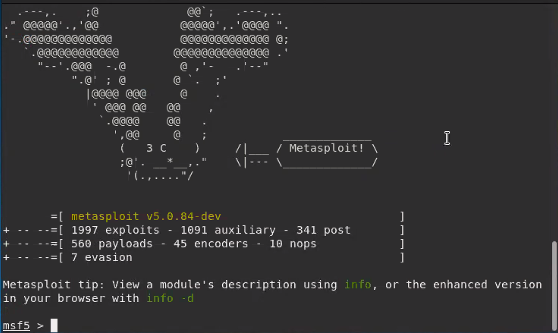 .---,.    ;@               @@`;   .---,..
." @@@@@'.,'@@            @@@@@',.'@@@@ ".
'-.@@@@@@@@@@@@@          @@@@@@@@@@@@@ @;
`.@@@@@@@@@@@@        @@@@@@@@@@@@@@ .'
"--'.@@@  -.@        @ ,'-   .'--"
".@' ; @       @ `.  ;'
|@@@@ @@@     @    .
' @@@ @@   @@    ,
`.@@@@    @@   .
',@@     @   ;           _____________
(   3 C    )     /|___ / Metasploit! \
;@'. __*__,."    \|--- \_____________/
'(.,...."/
=[ metasploit v5.0.84-dev                          ]
+ -- --=[ 1997 exploits - 1091 auxiliary - 341 post       ]
+ -- --=[ 560 payloads - 45 encoders - 10 nops            ]
+ -- --=[ 7 evasion                                       ]
Metasploit tip: View a module's description using info, or the enhanced version
in your browser with info -d
msf5 >